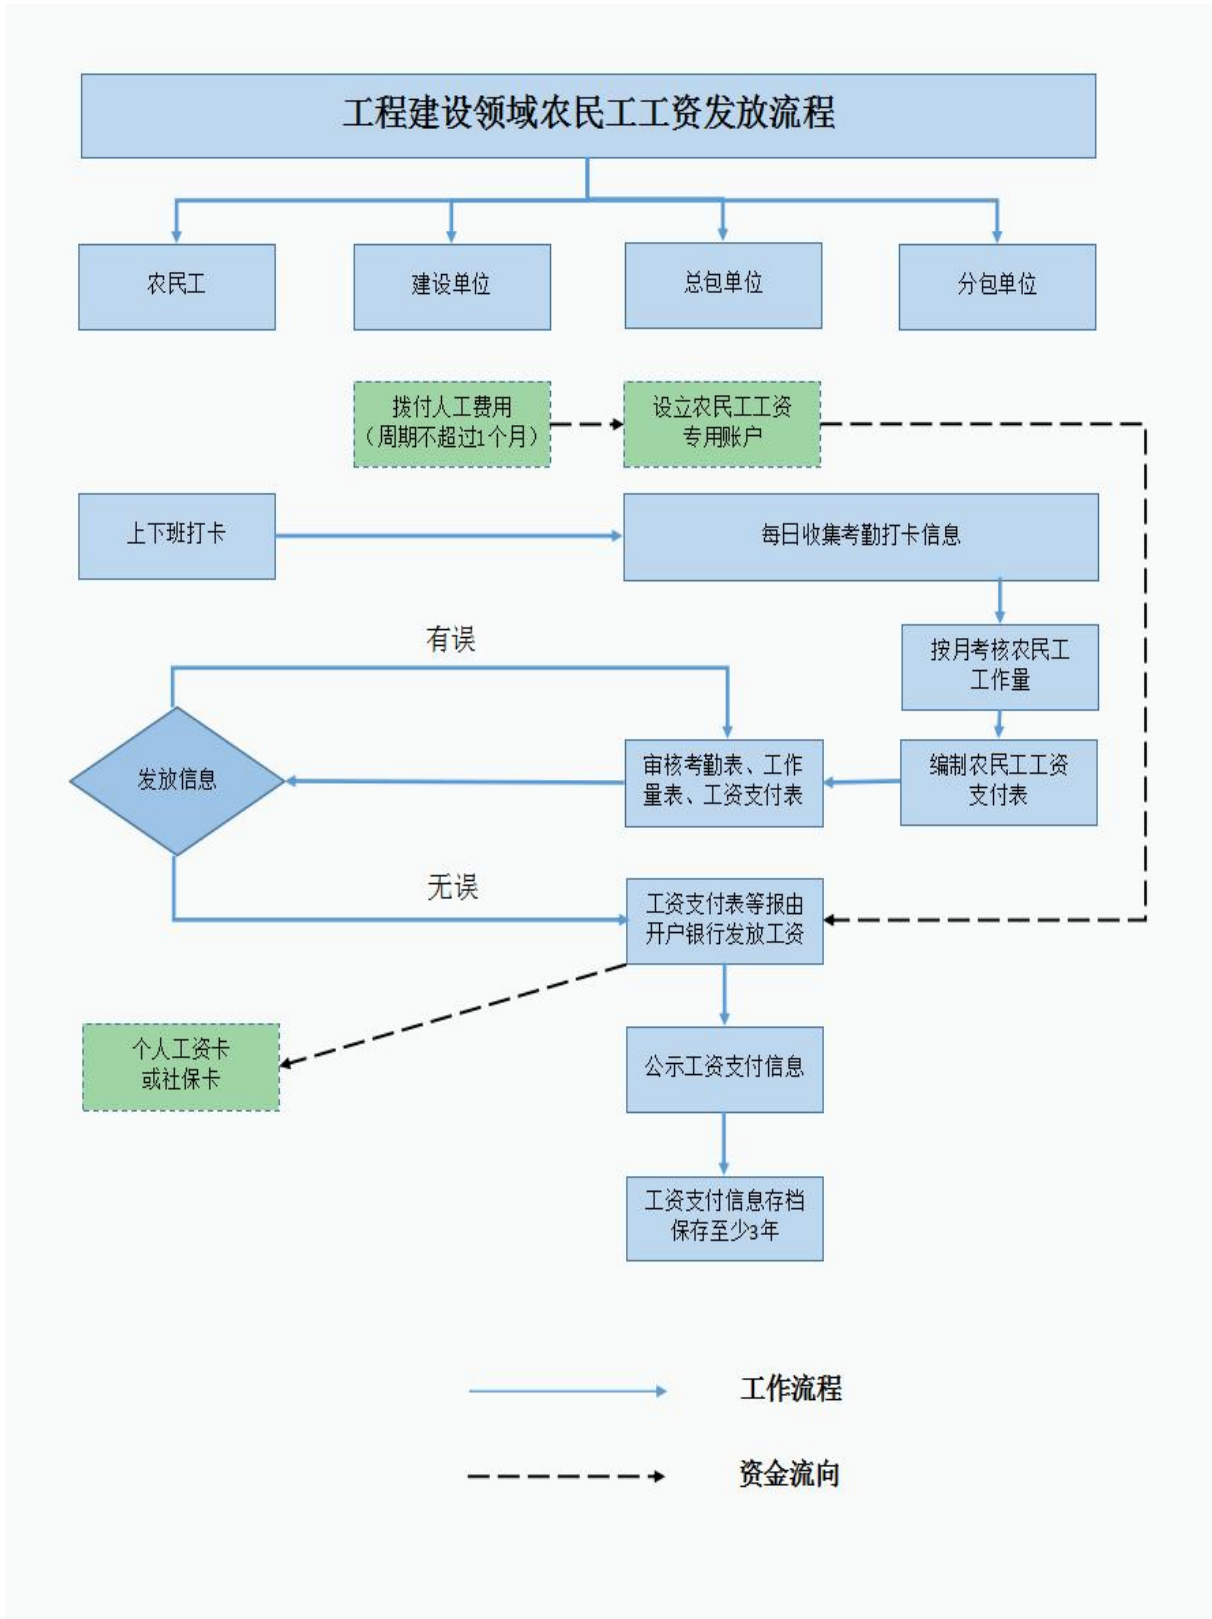 工程建设领域农民工工资发放流程
农民工
建设单位
总包单位
分包单位
拨付人工费用
（周期不超过1个月）
设立农民工工资
专用账户
上下班打卡
每日收集考勤打卡信息
有误
按月考核农民工
工作量
发放信息
审核考勤表、工作
量表、工资支付表
编制农民工工资
支付表
无误
工资支付表等报由
开户银行发放工资
个人工资卡
或社保卡
公示工资支付信息
工资支付信息存档
保存至少3年
工作流程
资金流向